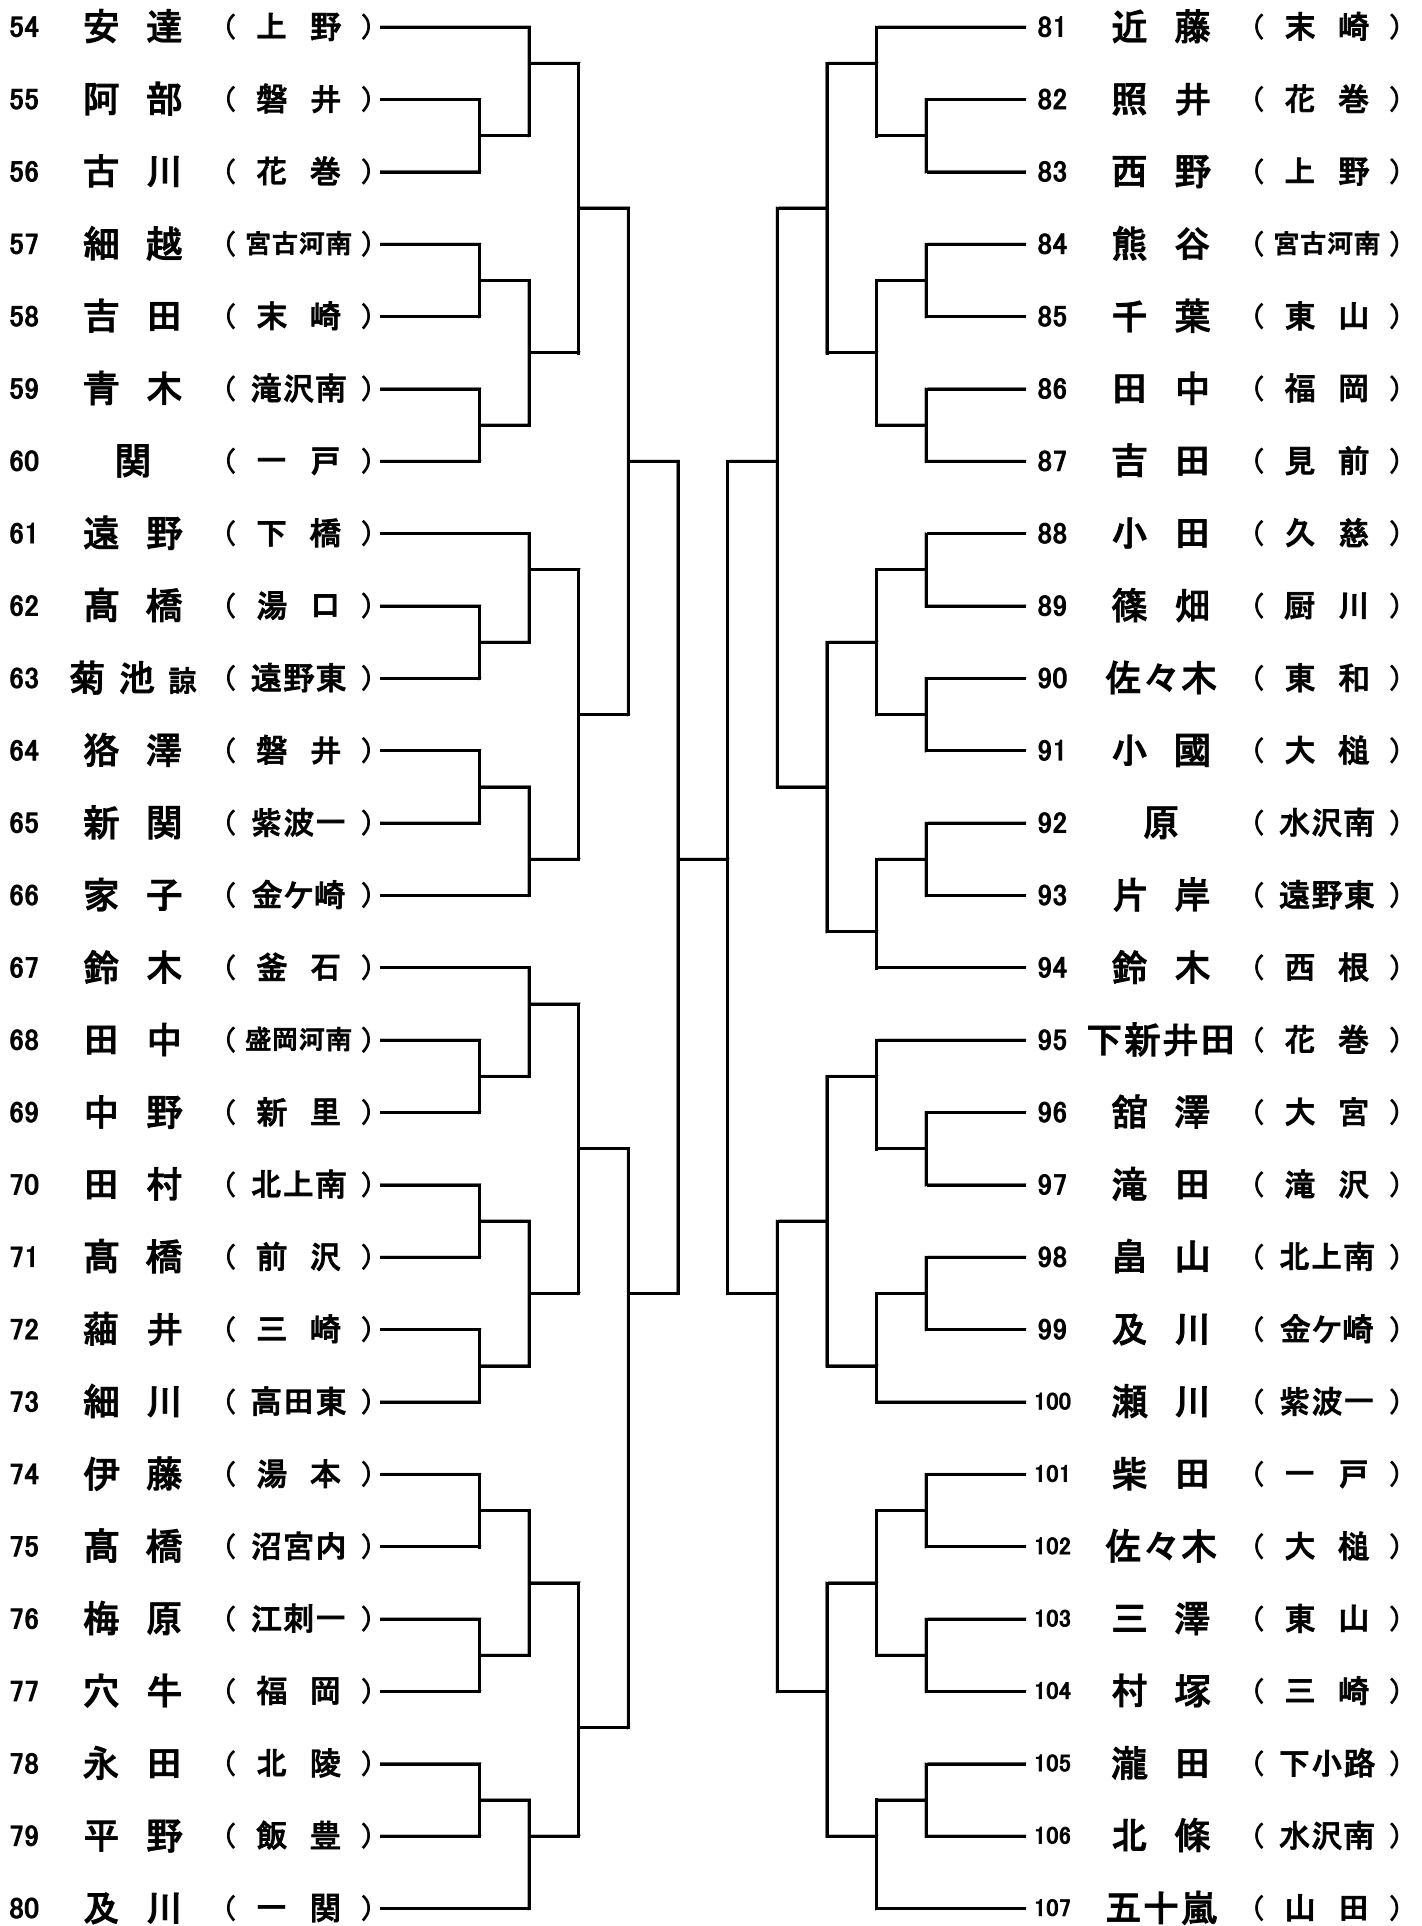 54 安達 （上野）
55 阿部 （磐井）
56 古川 （花巻）
57 細越 （宮古河南）
58 吉田 （末崎）
59 青木 （滝沢南）
60 関 （一戸）
61 遠野 （下橋）
62 髙橋 （湯口）
63 菊池諒 （遠野東）
64 狢澤 （磐井）
65 新関 （紫波一）
66 家子 （金ケ崎）
67 鈴木 （釜石）
68 田中 （盛岡河南）
69 中野 （新里）
70 田村 （北上南）
71 髙橋 （前沢）
72 蒴井 （三崎）
73 細川 （高田東）
74 伊藤 （湯本）
75 髙橋 （沼宮内）
76 梅原 （江刺一）
77 穴牛 （福岡）
78 永田 （北陵）
79 平野 （飯豊）
80 及川 （一関）
81 近藤 （末崎）
82 照井 （花巻）
83 西野 （上野）
84 熊谷 （宮古河南）
85 千葉 （東山）
86 田中 （福岡）
87 吉田 （見前）
88 小田 （久慈）
89 篠畑 （厨川）
90 佐々木 （東和）
91 小國 （大槌）
92 原 （水沢南）
93 片岸 （遠野東）
94 鈴木 （西根）
95 下新井田 （花巻）
96 舘澤 （大宮）
97 滝田 （滝沢）
98 畠山 （北上南）
99 及川 （金ケ崎）
100 瀬川 （紫波一）
101 柴田 （一戸）
102 佐々木 （大槌）
103 三澤 （東山）
104 村塚 （三崎）
105 瀧田 （下小路）
106 北條 （水沢南）
107 五十嵐 （山田）